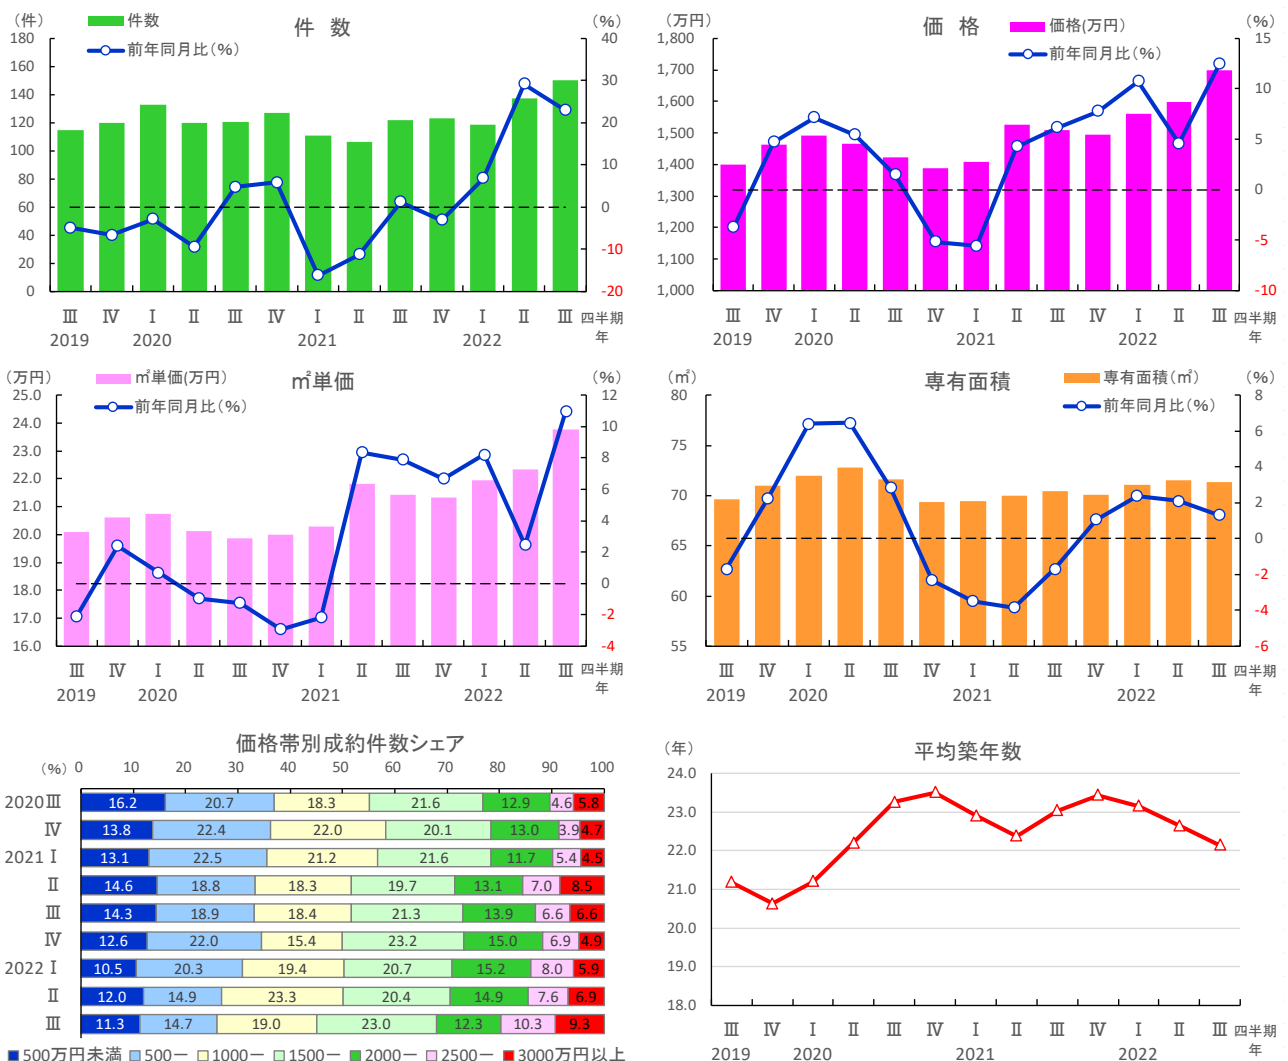 件 数
(件)
件数
前年同月比(%)
(%)
180
160
140
120
100
80
60
40
20
0
40
30
20
10
0
-10
-20
Ⅲ Ⅳ Ⅰ Ⅱ Ⅲ Ⅳ Ⅰ Ⅱ Ⅲ Ⅳ Ⅰ Ⅱ Ⅲ 四半期
2019 2020 2021 2022 年
価 格
(万円)
価格(万円)
前年同月比(%)
(%)
1,800
1,700
1,600
1,500
1,400
1,300
1,200
1,100
1,000
15
10
5
0
-5
-10
Ⅲ Ⅳ Ⅰ Ⅱ Ⅲ Ⅳ Ⅰ Ⅱ Ⅲ Ⅳ Ⅰ Ⅱ Ⅲ 四半期
2019 2020 2021 2022 年
㎡単価
(万円)
㎡単価(万円)
前年同月比(%)
(%)
25.0
24.0
23.0
22.0
21.0
20.0
19.0
18.0
17.0
16.0
12
10
8
6
4
2
0
-2
-4
Ⅲ Ⅳ Ⅰ Ⅱ Ⅲ Ⅳ Ⅰ Ⅱ Ⅲ Ⅳ Ⅰ Ⅱ Ⅲ 四半期
2019 2020 2021 2022 年
専有面積
(㎡)
専有面積(㎡)
前年同月比(%)
(%)
80
75
70
65
60
55
8
6
4
2
0
-2
-4
-6
Ⅲ Ⅳ Ⅰ Ⅱ Ⅲ Ⅳ Ⅰ Ⅱ Ⅲ Ⅳ Ⅰ Ⅱ Ⅲ 四半期
2019 2020 2021 2022 年
価格帯別成約件数シェア
(%) 0 10 20 30 40 50 60 70 80 90 100
2020 Ⅲ 16.2 20.7 18.3 21.6 12.9 4.6 5.8
Ⅳ 13.8 22.4 22.0 20.1 13.0 3.9 4.7
2021 Ⅰ 13.1 22.5 21.2 21.6 11.7 5.4 4.5
Ⅱ 14.6 18.8 18.3 19.7 13.1 7.0 8.5
Ⅲ 14.3 18.9 18.4 21.3 13.9 6.6 6.6
Ⅳ 12.6 22.0 15.4 23.2 15.0 6.9 4.9
2022 Ⅰ 10.5 20.3 19.4 20.7 15.2 8.0 5.9
Ⅱ 12.0 14.9 23.3 20.4 14.9 7.6 6.9
Ⅲ 11.3 14.7 19.0 23.0 12.3 10.3 9.3
500万円未満 500ー 1000ー 1500ー 2000ー 2500ー 3000万円以上
平均築年数
(年)
24.0
23.0
22.0
21.0
20.0
19.0
18.0
Ⅲ Ⅳ Ⅰ Ⅱ Ⅲ Ⅳ Ⅰ Ⅱ Ⅲ Ⅳ Ⅰ Ⅱ Ⅲ 四半期
2019 2020 2021 2022 年